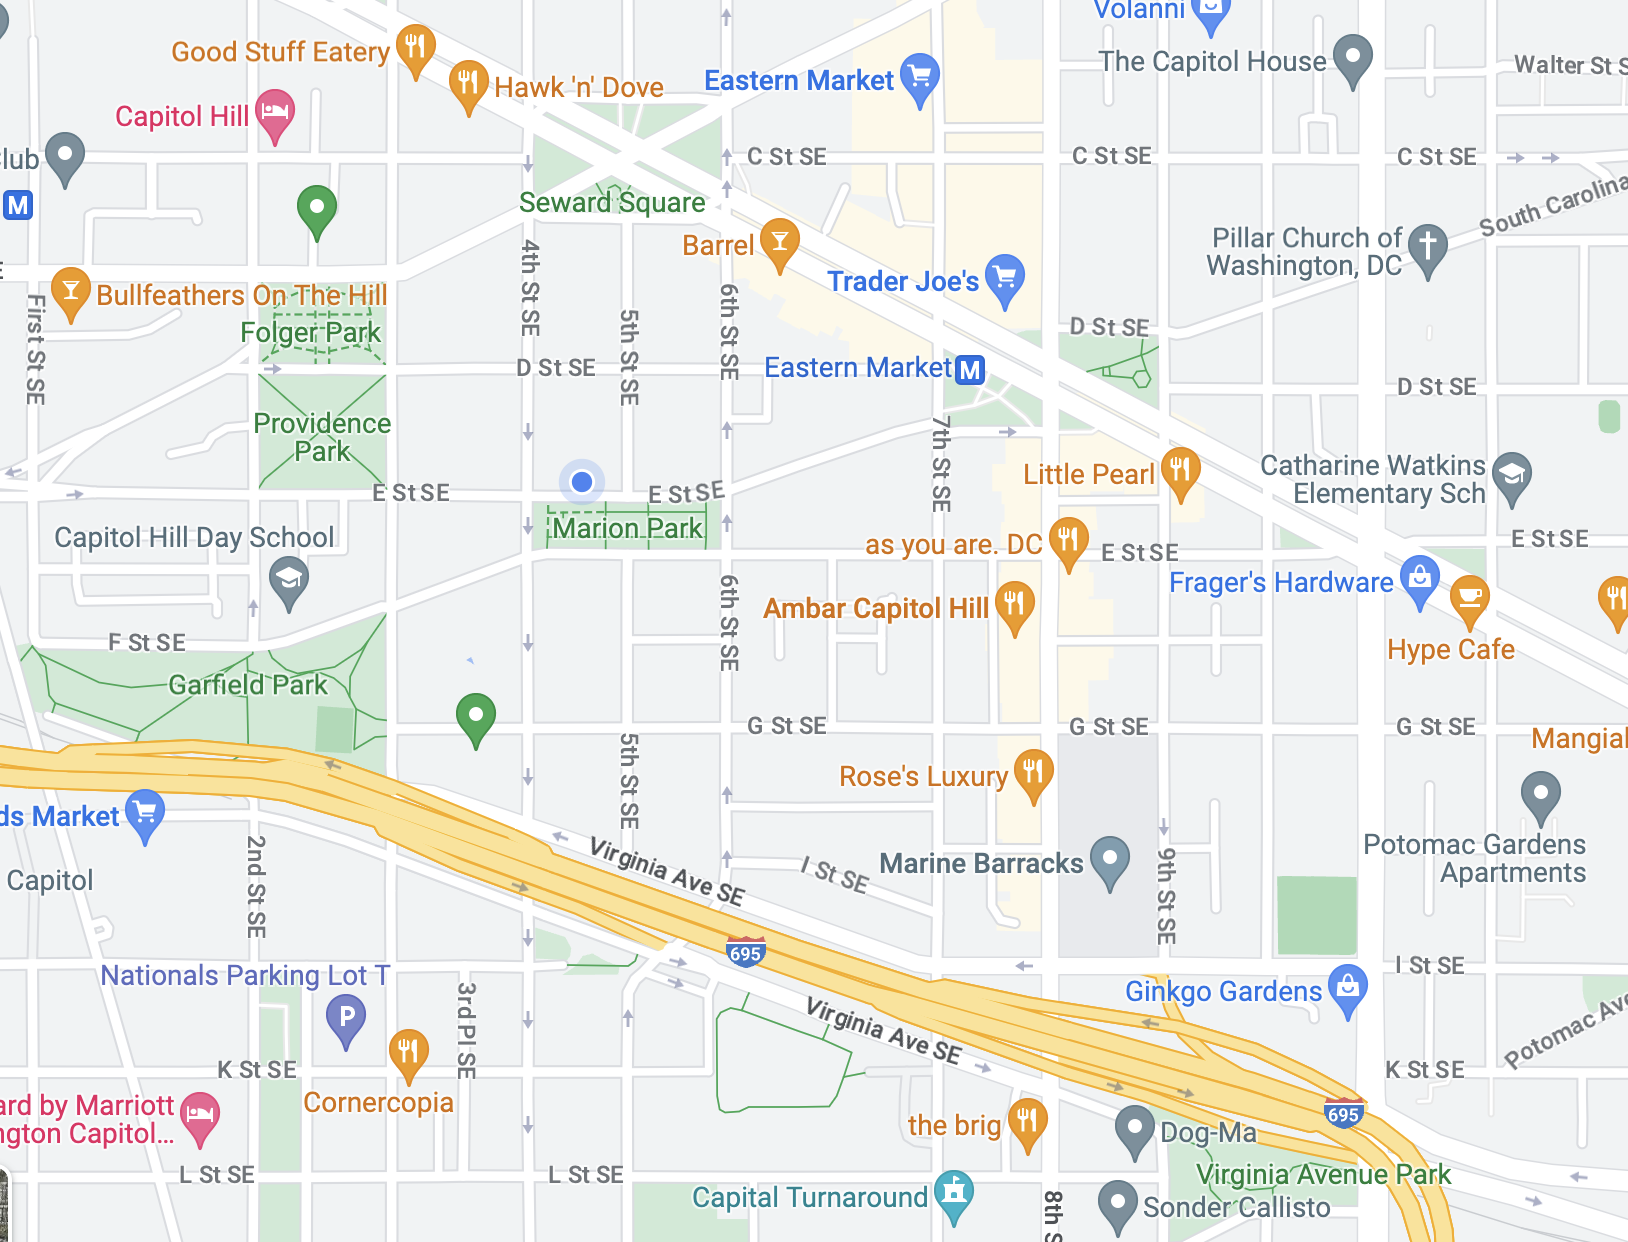 Volanni
Good Stuff Eatery
The Capitol House
Walter St S
Eastern Market
Hawk 'n' Dove
Capitol Hill
Club
C St SE
C St SE
C St SE
M
Seward Square
South Carolina
Barrel
Pillar Church of
Washington, DC
4th St SE
Trader Joe's
Bullfeathers On The Hill
First St SE
Folger Park
5th St SE
6th St SE
D St SE
D St SE
Eastern Market
M
D St SE
Providence
Park
7th St SE
Little Pearl
Catharine Watkins
Elementary Sch
E St SE
E St SE
Marion Park
Capitol Hill Day School
as you are. DC
E St SE
E St SE
Frager's Hardware
Ambar Capitol Hill
6th St SE
F St SE
Hype Cafe
Garfield Park
G St SE
G St SE
G St SE
Mangial
5th St SE
Rose's Luxury
ds Market
2nd St SE
Virginia Ave SE
I St SE
Marine Barracks
9th St SE
Potomac Gardens
Apartments
Capitol
695
I St SE
Nationals Parking Lot T
P
3rd Pl SE
Ginkgo Gardens
Virginia Ave SE
Potomac Ave
K St SE
K St SE
Cornercopia
ard by Marriott
ngton Capitol...
695
the brig
Dog-Ma
L St SE
L St SE
Virginia Avenue Park
Capital Turnaround
8th S
Sonder Callisto